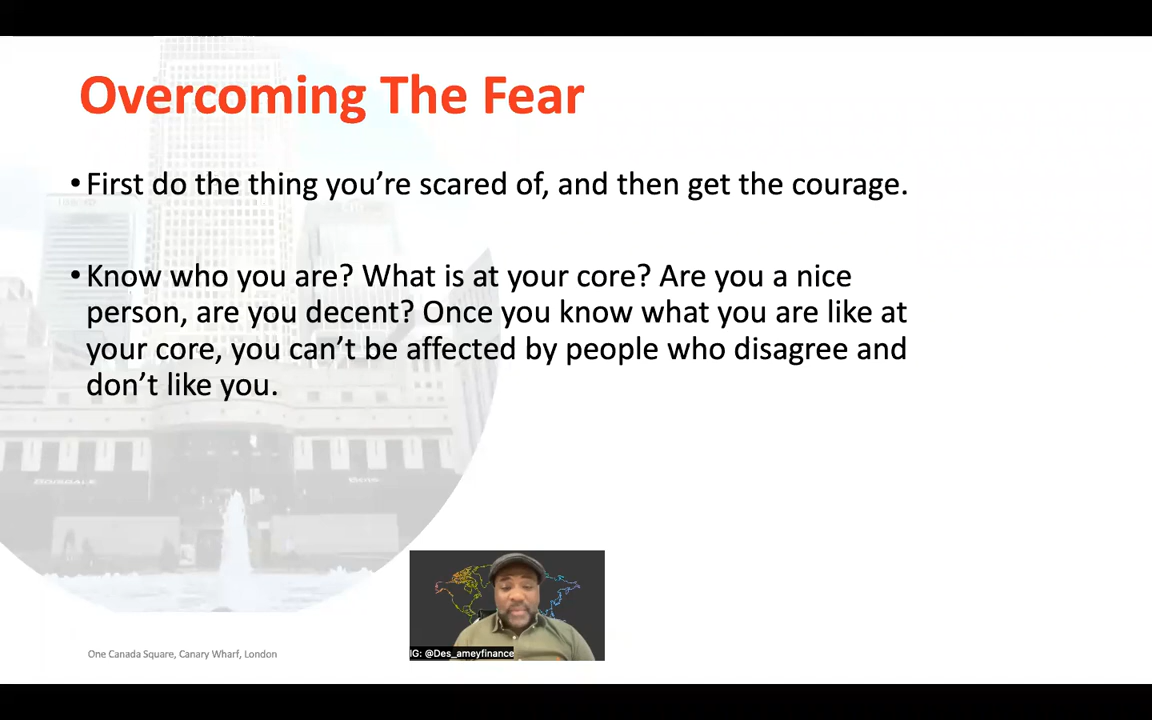 Overcoming The Fear
•First do the thing you're scared of, and then get the courage.
•Know who you are? What is at your core? Are you a nice
person, are you decent? Once you know what you are like at
your core, you can't be affected by people who disagree and
don't like you.
BOISDALE
IG: @Des_ameyfinance
One Canada Square, Canary Wharf, London